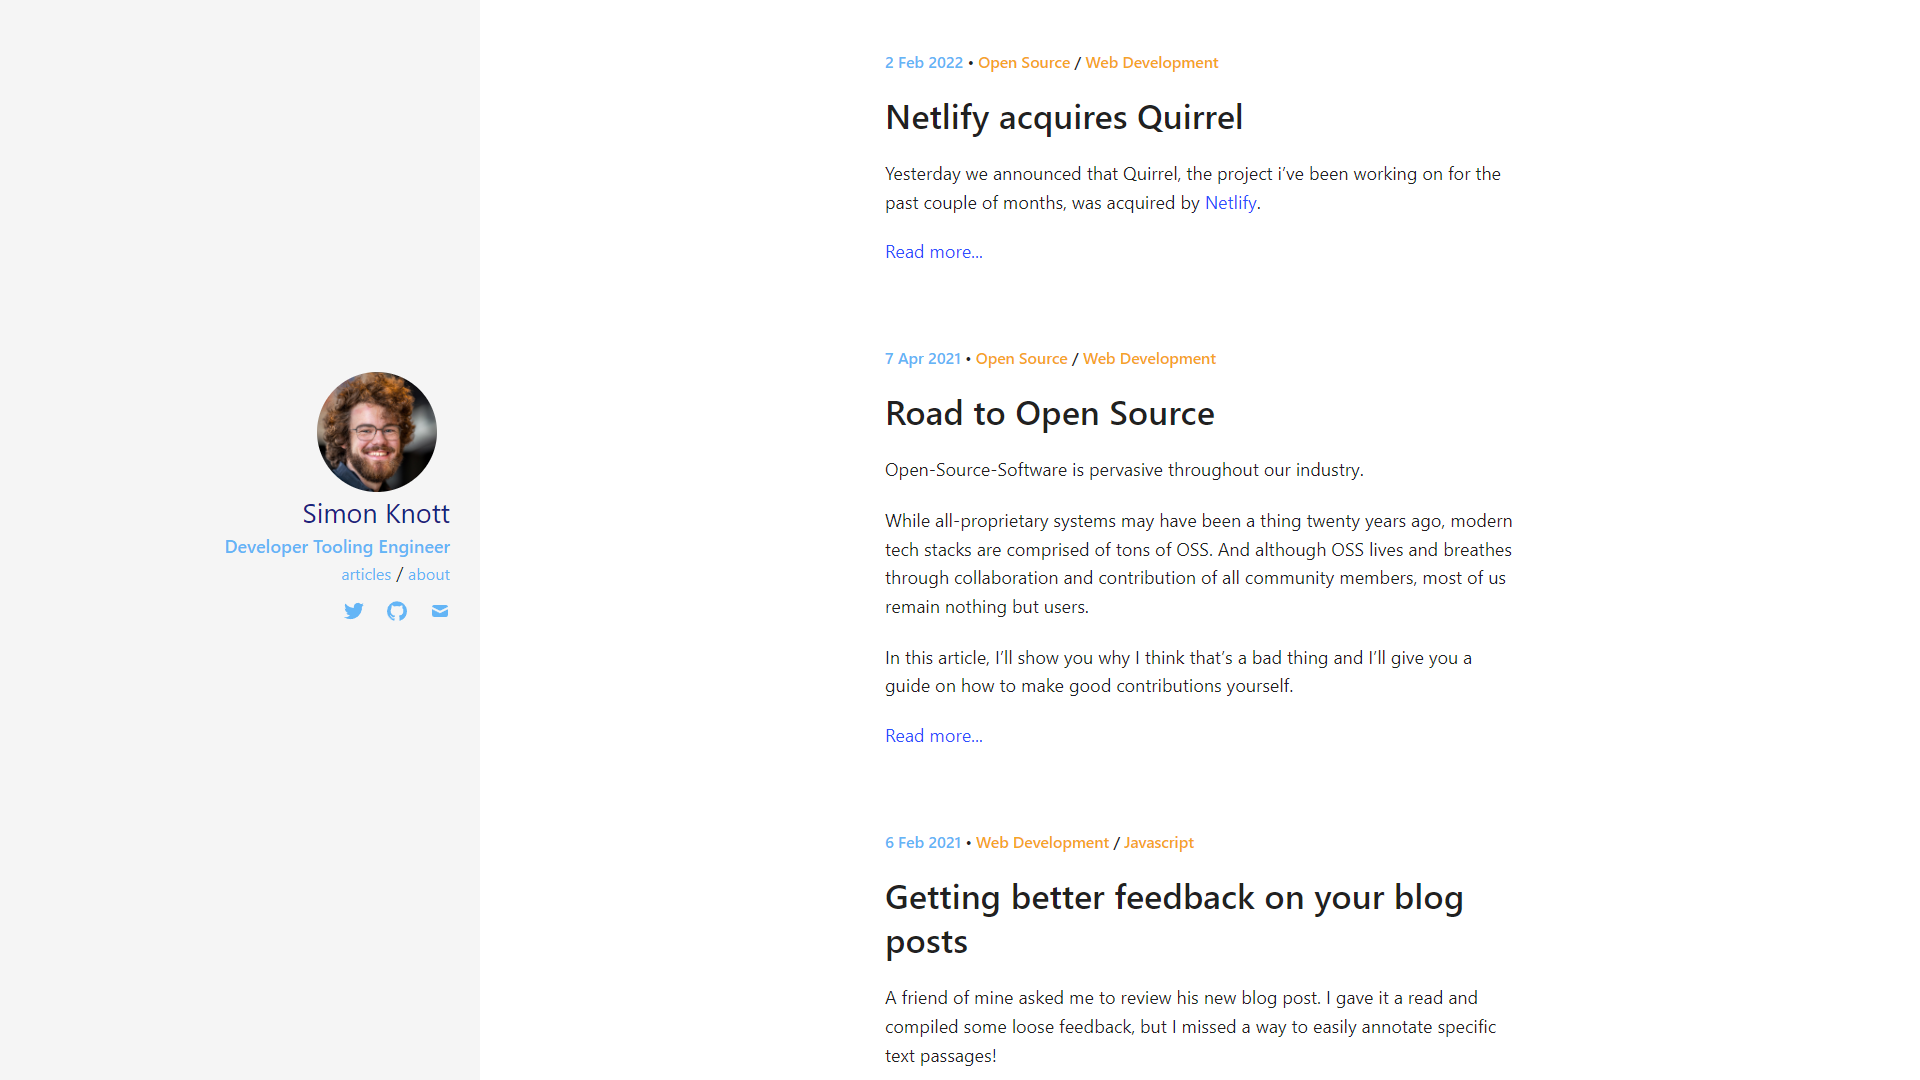 Simon Knott
Developer Tooling Engineer
articles / about
2 Feb 2022 • Open Source / Web Development
Netlify acquires Quirrel
Yesterday we announced that Quirrel, the project i’ve been working on for the
past couple of months, was acquired by Netlify.
Read more...
7 Apr 2021 • Open Source / Web Development
Road to Open Source
Open-Source-Software is pervasive throughout our industry.
While all-proprietary systems may have been a thing twenty years ago, modern
tech stacks are comprised of tons of OSS. And although OSS lives and breathes
through collaboration and contribution of all community members, most of us
remain nothing but users.
In this article, I’ll show you why I think that’s a bad thing and I’ll give you a
guide on how to make good contributions yourself.
Read more...
6 Feb 2021 • Web Development / Javascript
Getting better feedback on your blog
posts
A friend of mine asked me to review his new blog post. I gave it a read and
compiled some loose feedback, but I missed a way to easily annotate specific
text passages!